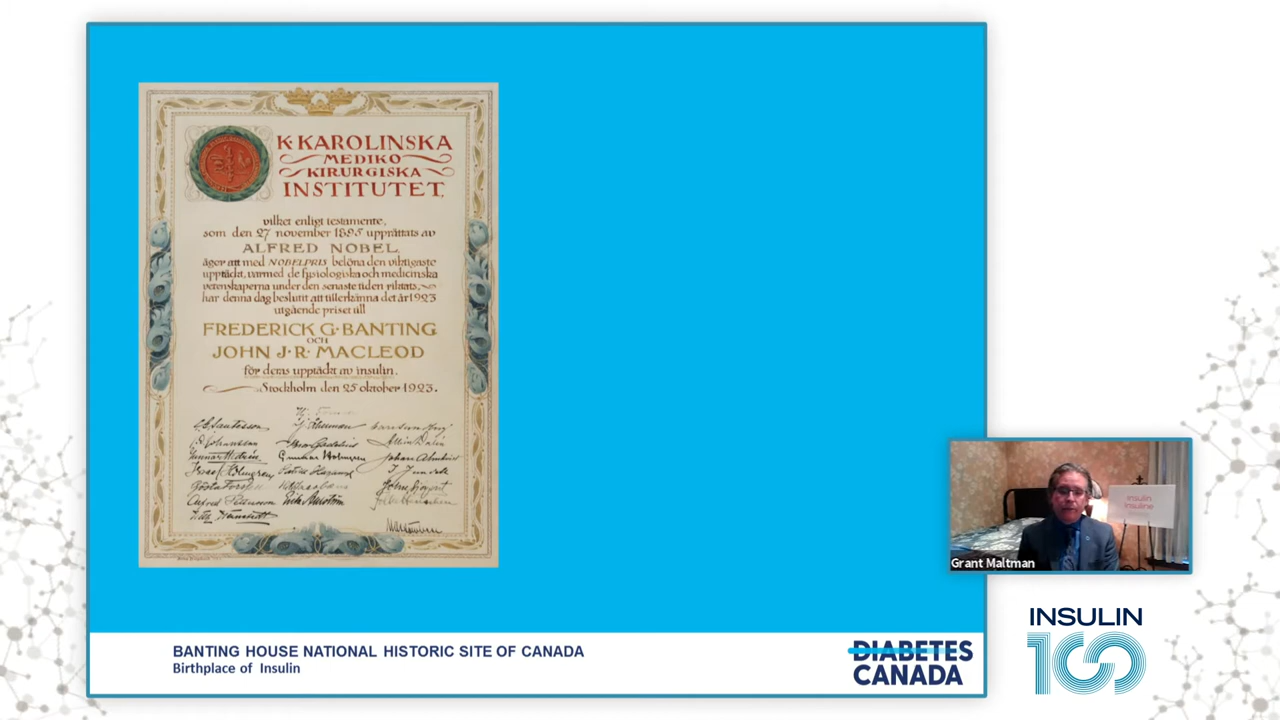 K. KAROLINSKA
MEDIKO
KIRURGISKA
INSTITUTET,
vilket enligt testamente,
som den 27 november 1895 upprättats av
ALFRED NOBEL,
äger att med NOBELPRIS belöna den viktigaste
upptäckt, varmed de fysiologiska och medicinska
vetenskaperna under den senaste tiden riktats,
har denna dag beslutit att tillerkänna det år 1923
utgående priset till
FREDERICK G. BANTING
OCH
JOHN J. R. MACLEOD
för deras upptäckt av insulin.
Stockholm den 25 oktober 1923.
insulin
insuline
Grant Maltman
INSULIN
100
BANTING HOUSE NATIONAL HISTORIC SITE OF CANADA
Birthplace of Insulin
DIABETES
CANADA